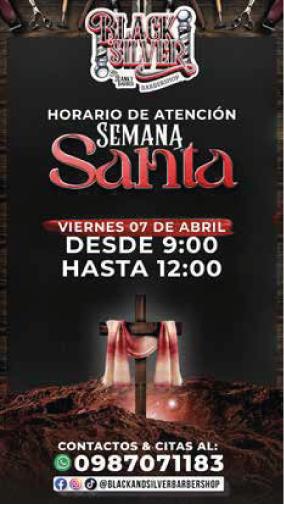 BLACK
SILVER
BARBERSHOP
HORARIO DE ATENCIÓN
SEMANA
Santa
VIERNES 07 DE ABRIL
DESDE 9:00
HASTA 12:00
CONTACTOS & CITAS AL:
0987071183
@BLACKANDSILVERBARBERSHOP